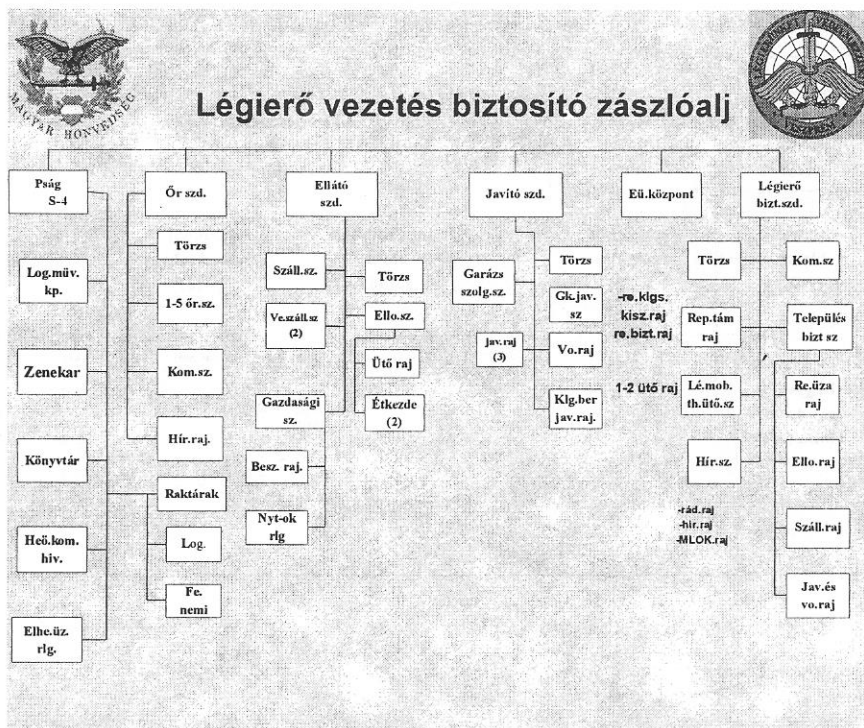 MAGYAR HONVÉDSÉG
Légierő vezetés biztosító zászlóalj
Pság
S-4
Log.müv.
kp.
Zenekar
Könyvtár
Heö.kom.
hiv.
Elhe.üz.
rlg.
Őr szd.
Törzs
1-5 őr.sz.
Kom.sz.
Hír.raj.
Raktárak
Log.
Fe.
nemi
Ellátó
szd.
Száll.sz.
Ve.száll.sz
(2)
Gazdasági
sz.
Besz. raj.
Nyt-ok
rlg
Törzs
Ello.sz.
Ütő raj
Étkezde
(2)
Javító szd.
Garázs
szolg.sz.
jav.raj
(3)
Törzs
Gk.jav.
sz
Vo.raj
Klg.ber
jav.raj.
Eü.központ
Légierő
bizt.szd.
Törzs
-re.klgs.
kisz.raj
re.bizt.raj
Rep.tám
raj
1-2 ütő raj
Lé.mob.
th.ütő.sz
Hír.sz.
-rád.raj
-hír.raj
-MLOK.raj
Kom.sz
Település
bizt sz
Re.üza
raj
Ello.raj
Száll.raj
Jav.és
vo.raj